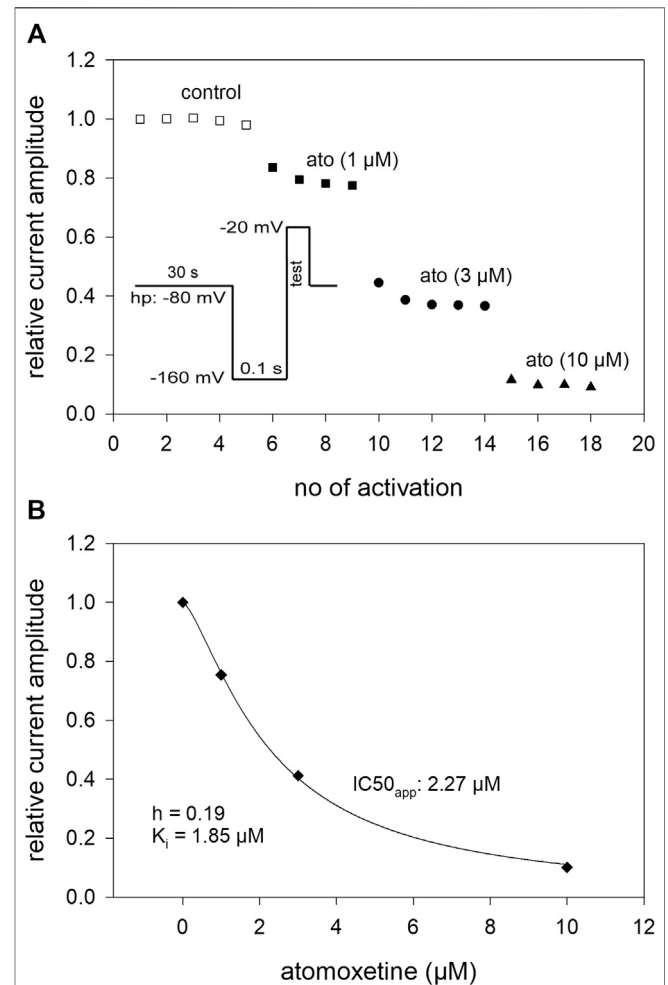 A
relative current amplitude
1.2
1.0
0.8
0.6
0.4
0.2
0.0
control
ato (1 µM)
ato (3 µM)
ato (10 µM)
30 s
hp: -80 mV
-20 mV
test
-160 mV
0.1 s
0 2 4 6 8 10 12 14 16 18 20
no of activation
B
relative current amplitude
1.2
1.0
0.8
0.6
0.4
0.2
0.0
IC50app: 2.27 µM
h = 0.19
Ki = 1.85 µM
0 2 4 6 8 10 12
atomoxetine (µM)